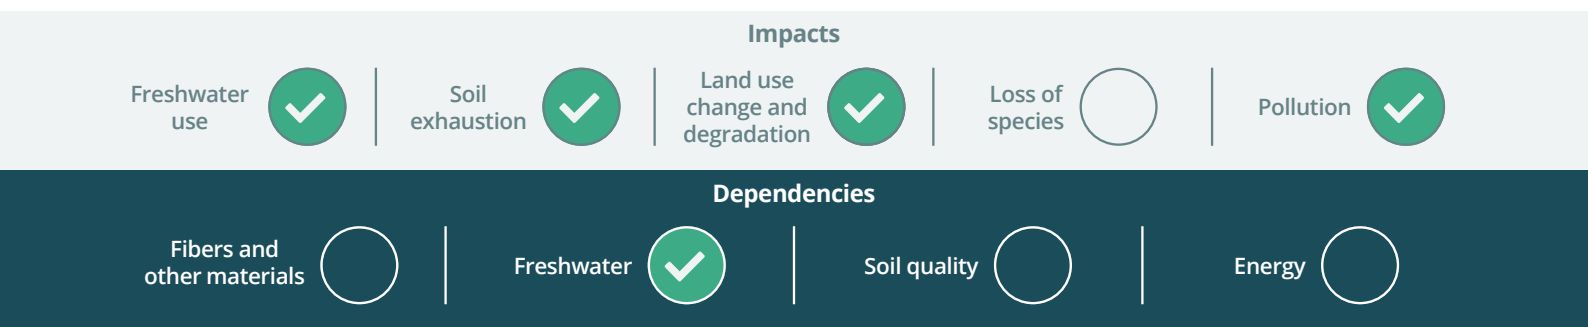 Impacts
Freshwater
use
Soil
exhaustion
Land use
change and
degradation
Loss of
species
Pollution
Dependencies
Fibers and
other materials
Freshwater
Soil quality
Energy